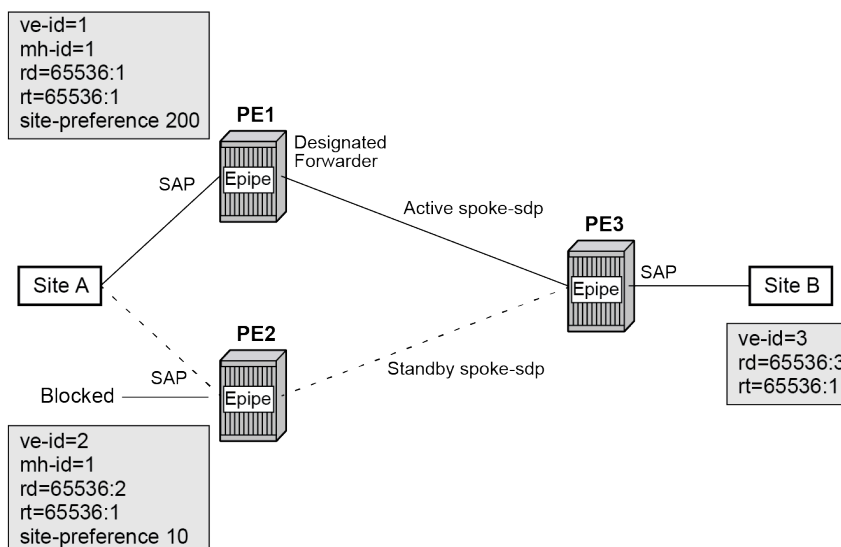 ve-id=1
mh-id=1
rd=65536:1
rt=65536:1
site-preference 200
PE1
Designated
Forwarder
Epipe
SAP
Active spoke-sdp
PE3
Epipe
SAP
Site A
Site B
PE2
SAP
Epipe
Standby spoke-sdp
Blocked
ve-id=3
rd=65536:3
rt=65536:1
ve-id=2
mh-id=1
rd=65536:2
rt=65536:1
site-preference 10